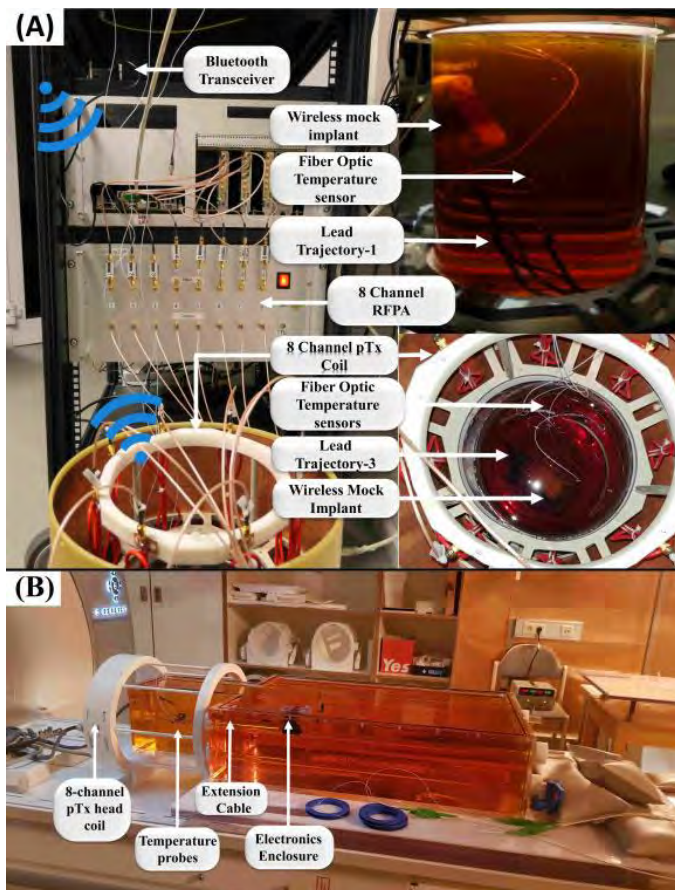 (A)
Bluetooth
Transceiver
Wireless mock
implant
Fiber Optic
Temperature
sensor
Lead
Trajectory-1
8 Channel
RFPA
8 Channel pTx
Coil
Fiber Optic
Temperature
sensors
Lead
Trajectory-3
Wireless Mock
Implant
(B)
Yes
8-channel
pTx head
coil
Temperature
probes
Extension
Cable
Electronics
Enclosure